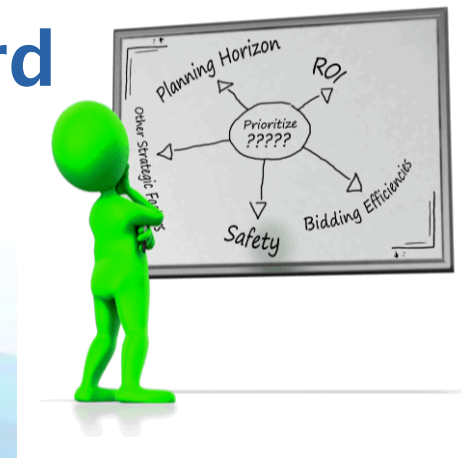 rd
Planning Horizon
ROI
Prioritize
?????
Other Strategic
Safety
Bidding Efficiencies